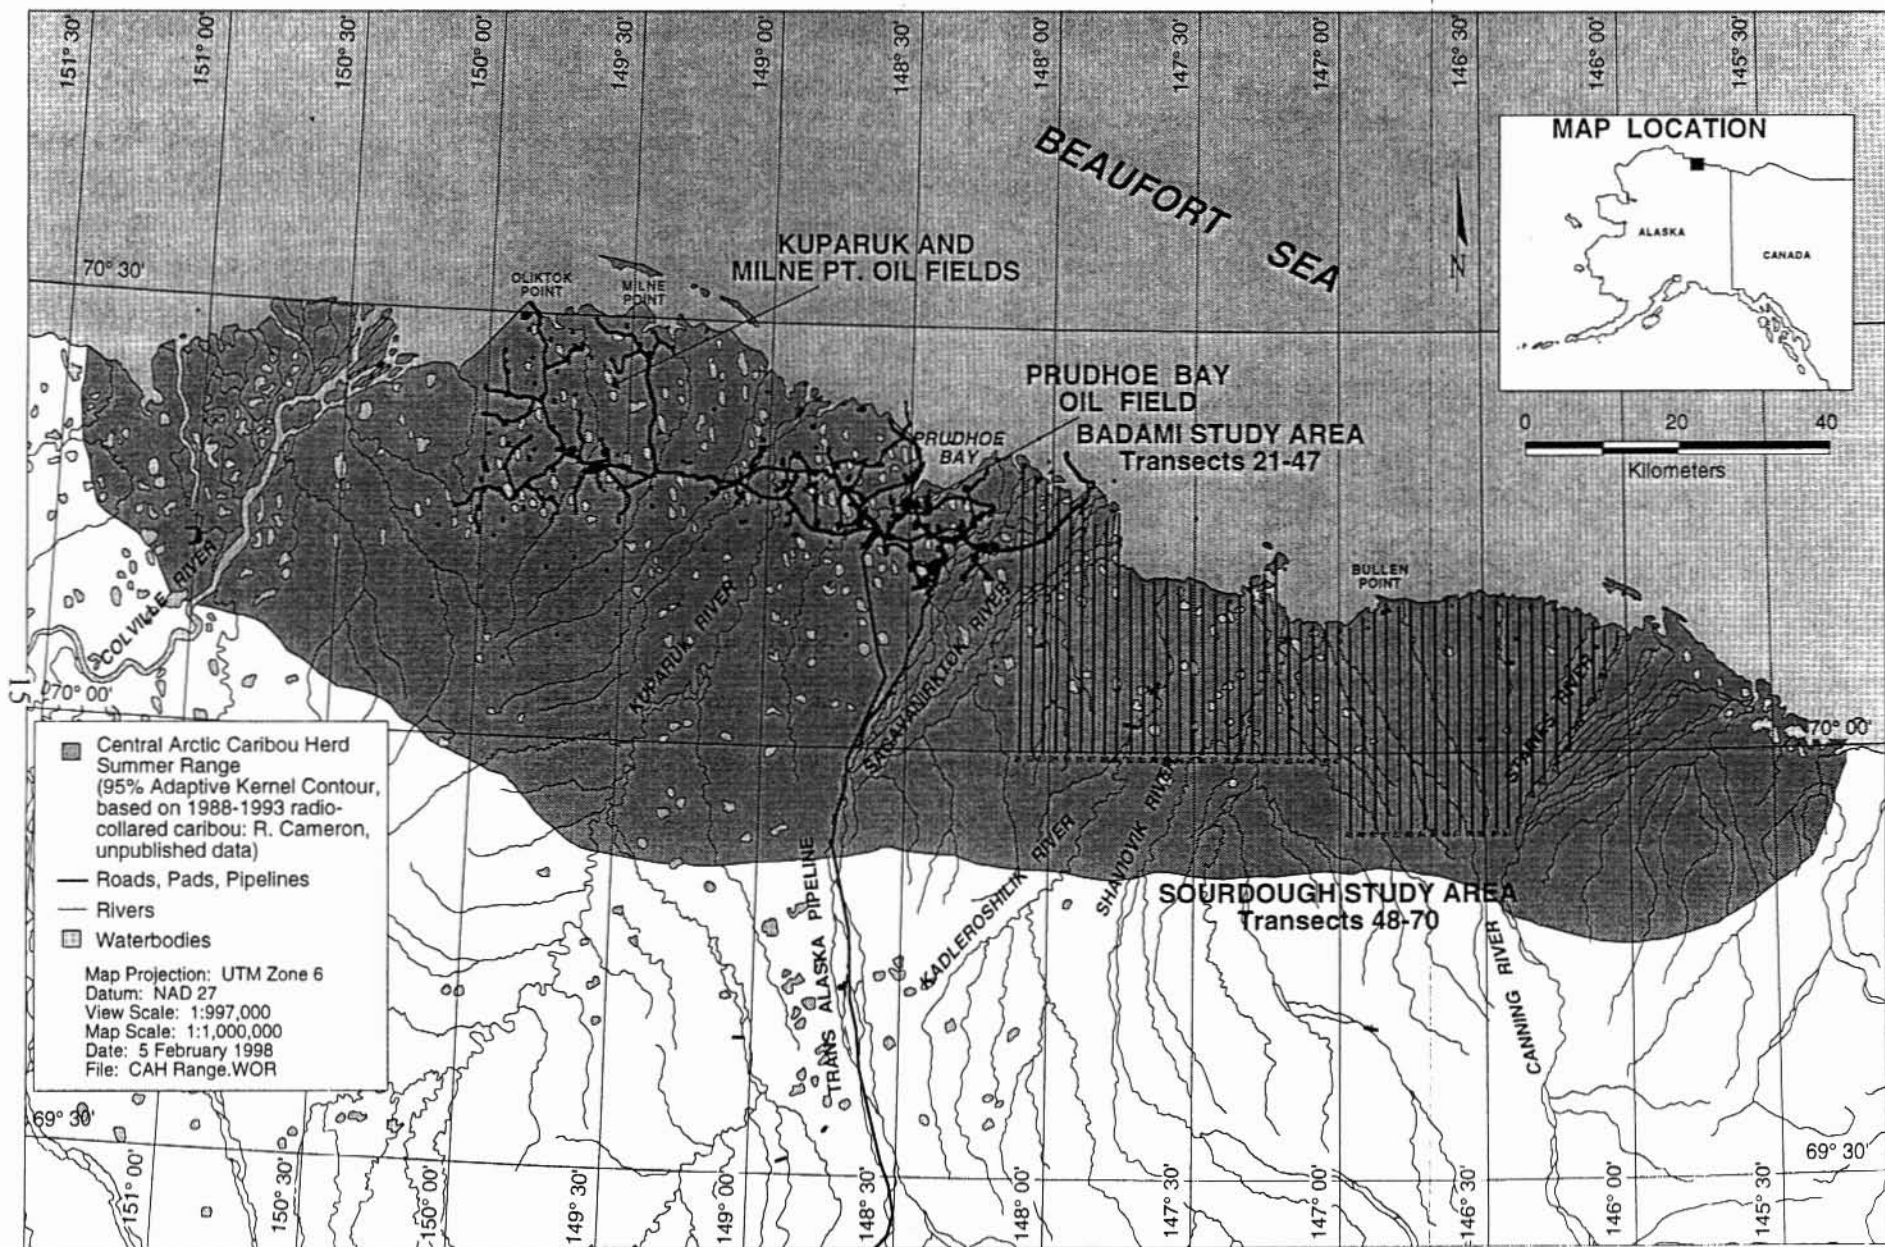 151° 30'
151° 00'
150° 30'
150° 00'
149° 30'
149° 00'
148° 30'
148° 00'
147° 30'
147° 00'
146° 30'
146° 00'
145° 30'
MAP LOCATION
ALASKA
CANADA
BEAUFORT SEA
N
70° 30'
KUPARUK AND
MILNE PT. OIL FIELDS
OLIKTOK
POINT
MILNE
POINT
PRUDHOE BAY
OIL FIELD
BADAMI STUDY AREA
Transects 21-47
PRUDHOE
BAY
0 20 40
Kilometers
BULLEN
POINT
COLVILLE RIVER
KUPARUK RIVER
SAGAVANIRKTOK RIVER
STAINES RIVER
15
70° 00'
70° 00'
Central Arctic Caribou Herd
Summer Range
(95% Adaptive Kernel Contour,
based on 1988-1993 radio-
collared caribou: R. Cameron,
unpublished data)
Roads, Pads, Pipelines
Rivers
Waterbodies
Map Projection: UTM Zone 6
Datum: NAD 27
View Scale: 1:997,000
Map Scale: 1:1,000,000
Date: 5 February 1998
File: CAH Range.WOR
TRANS ALASKA PIPELINE
KADLEROSHILIK RIVER
SHAVIOVIK RIVER
SOURDOUGH STUDY AREA
Transects 48-70
CANNING RIVER
69° 30'
69° 30'
151° 00'
150° 30'
150° 00'
149° 30'
149° 00'
148° 30'
148° 00'
147° 30'
147° 00'
146° 30'
146° 00'
145° 30'